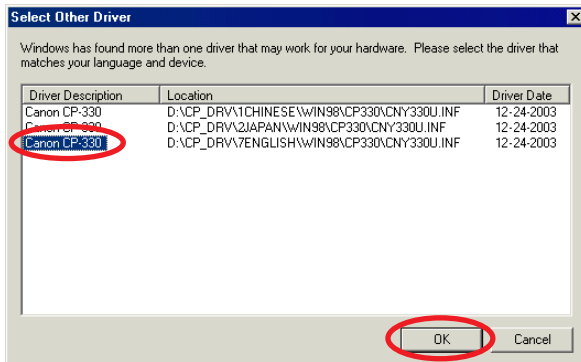 Select Other Driver
Windows has found more than one driver that may work for your hardware. Please select the driver that
matches your language and device.
Driver Description Location Driver Date
Canon CP-330 D:\CP_DRV\1CHINESE\WIN98\CP330\CNY330U.INF 12-24-2003
Canon CP-330 D:\CP_DRV\2JAPAN\WIN98\CP330\CNY330U.INF 12-24-2003
Canon CP-330 D:\CP_DRV\7ENGLISH\WIN98\CP330\CNY330U.INF 12-24-2003
OK Cancel